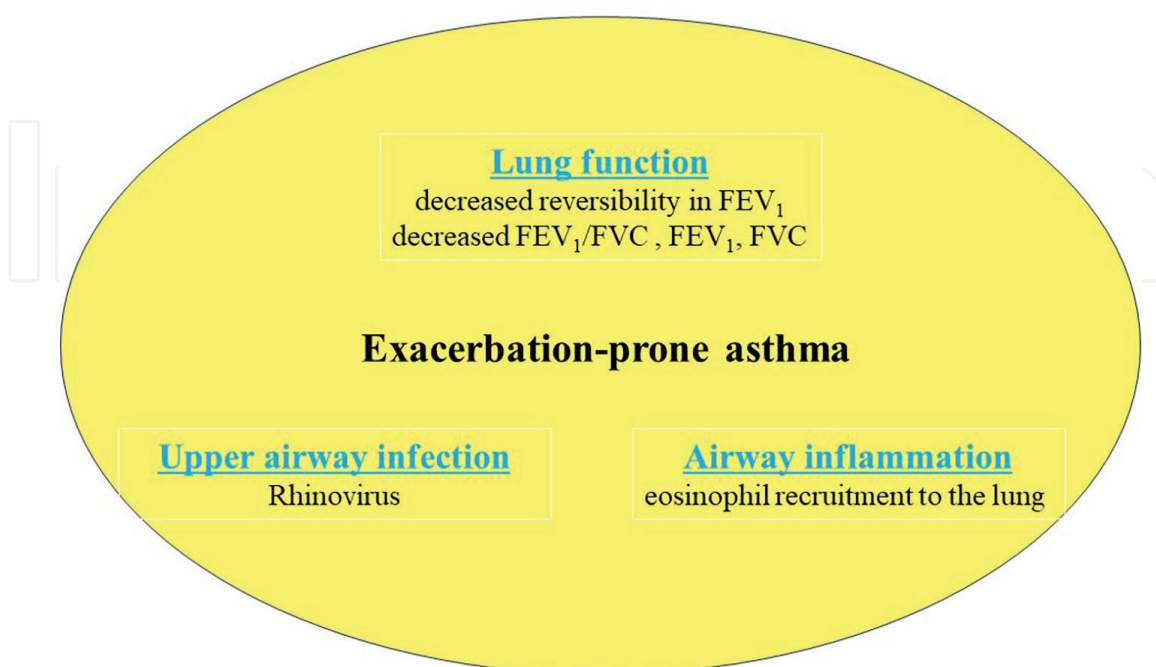 Lung function
decreased reversibility in FEV₁
decreased FEV₁/FVC , FEV₁, FVC
Exacerbation-prone asthma
Upper airway infection
Rhinovirus
Airway inflammation
eosinophil recruitment to the lung